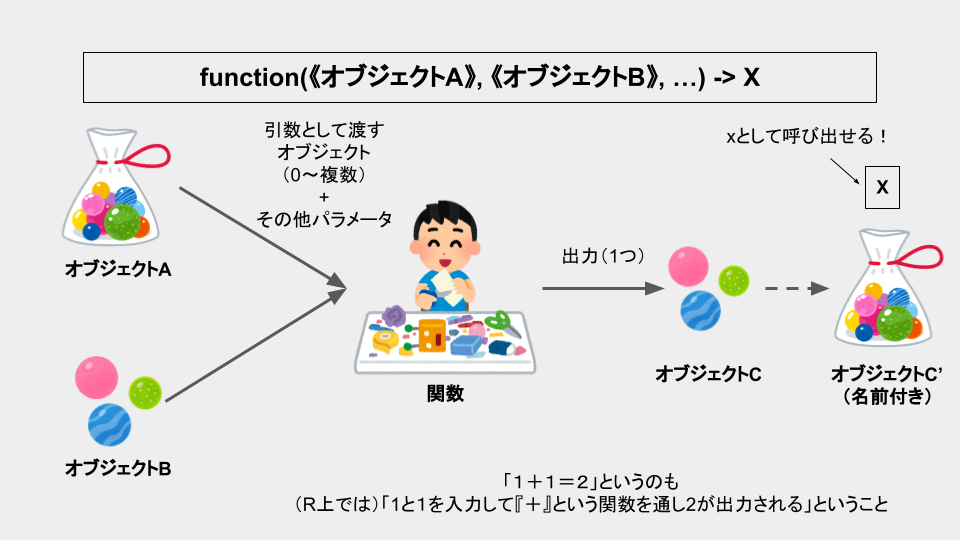 function(《オブジェクトA》, 《オブジェクトB》, …) -> X
引数として渡す
オブジェクト
（0〜複数）
+
その他パラメータ
xとして呼び出せる！
X
オブジェクトA
出力（1つ）
関数
オブジェクトC
オブジェクトC’
（名前付き）
オブジェクトB
「１＋１＝２」というのも
（R上では）「1と１を入力して『＋』という関数を通し2が出力される」ということ